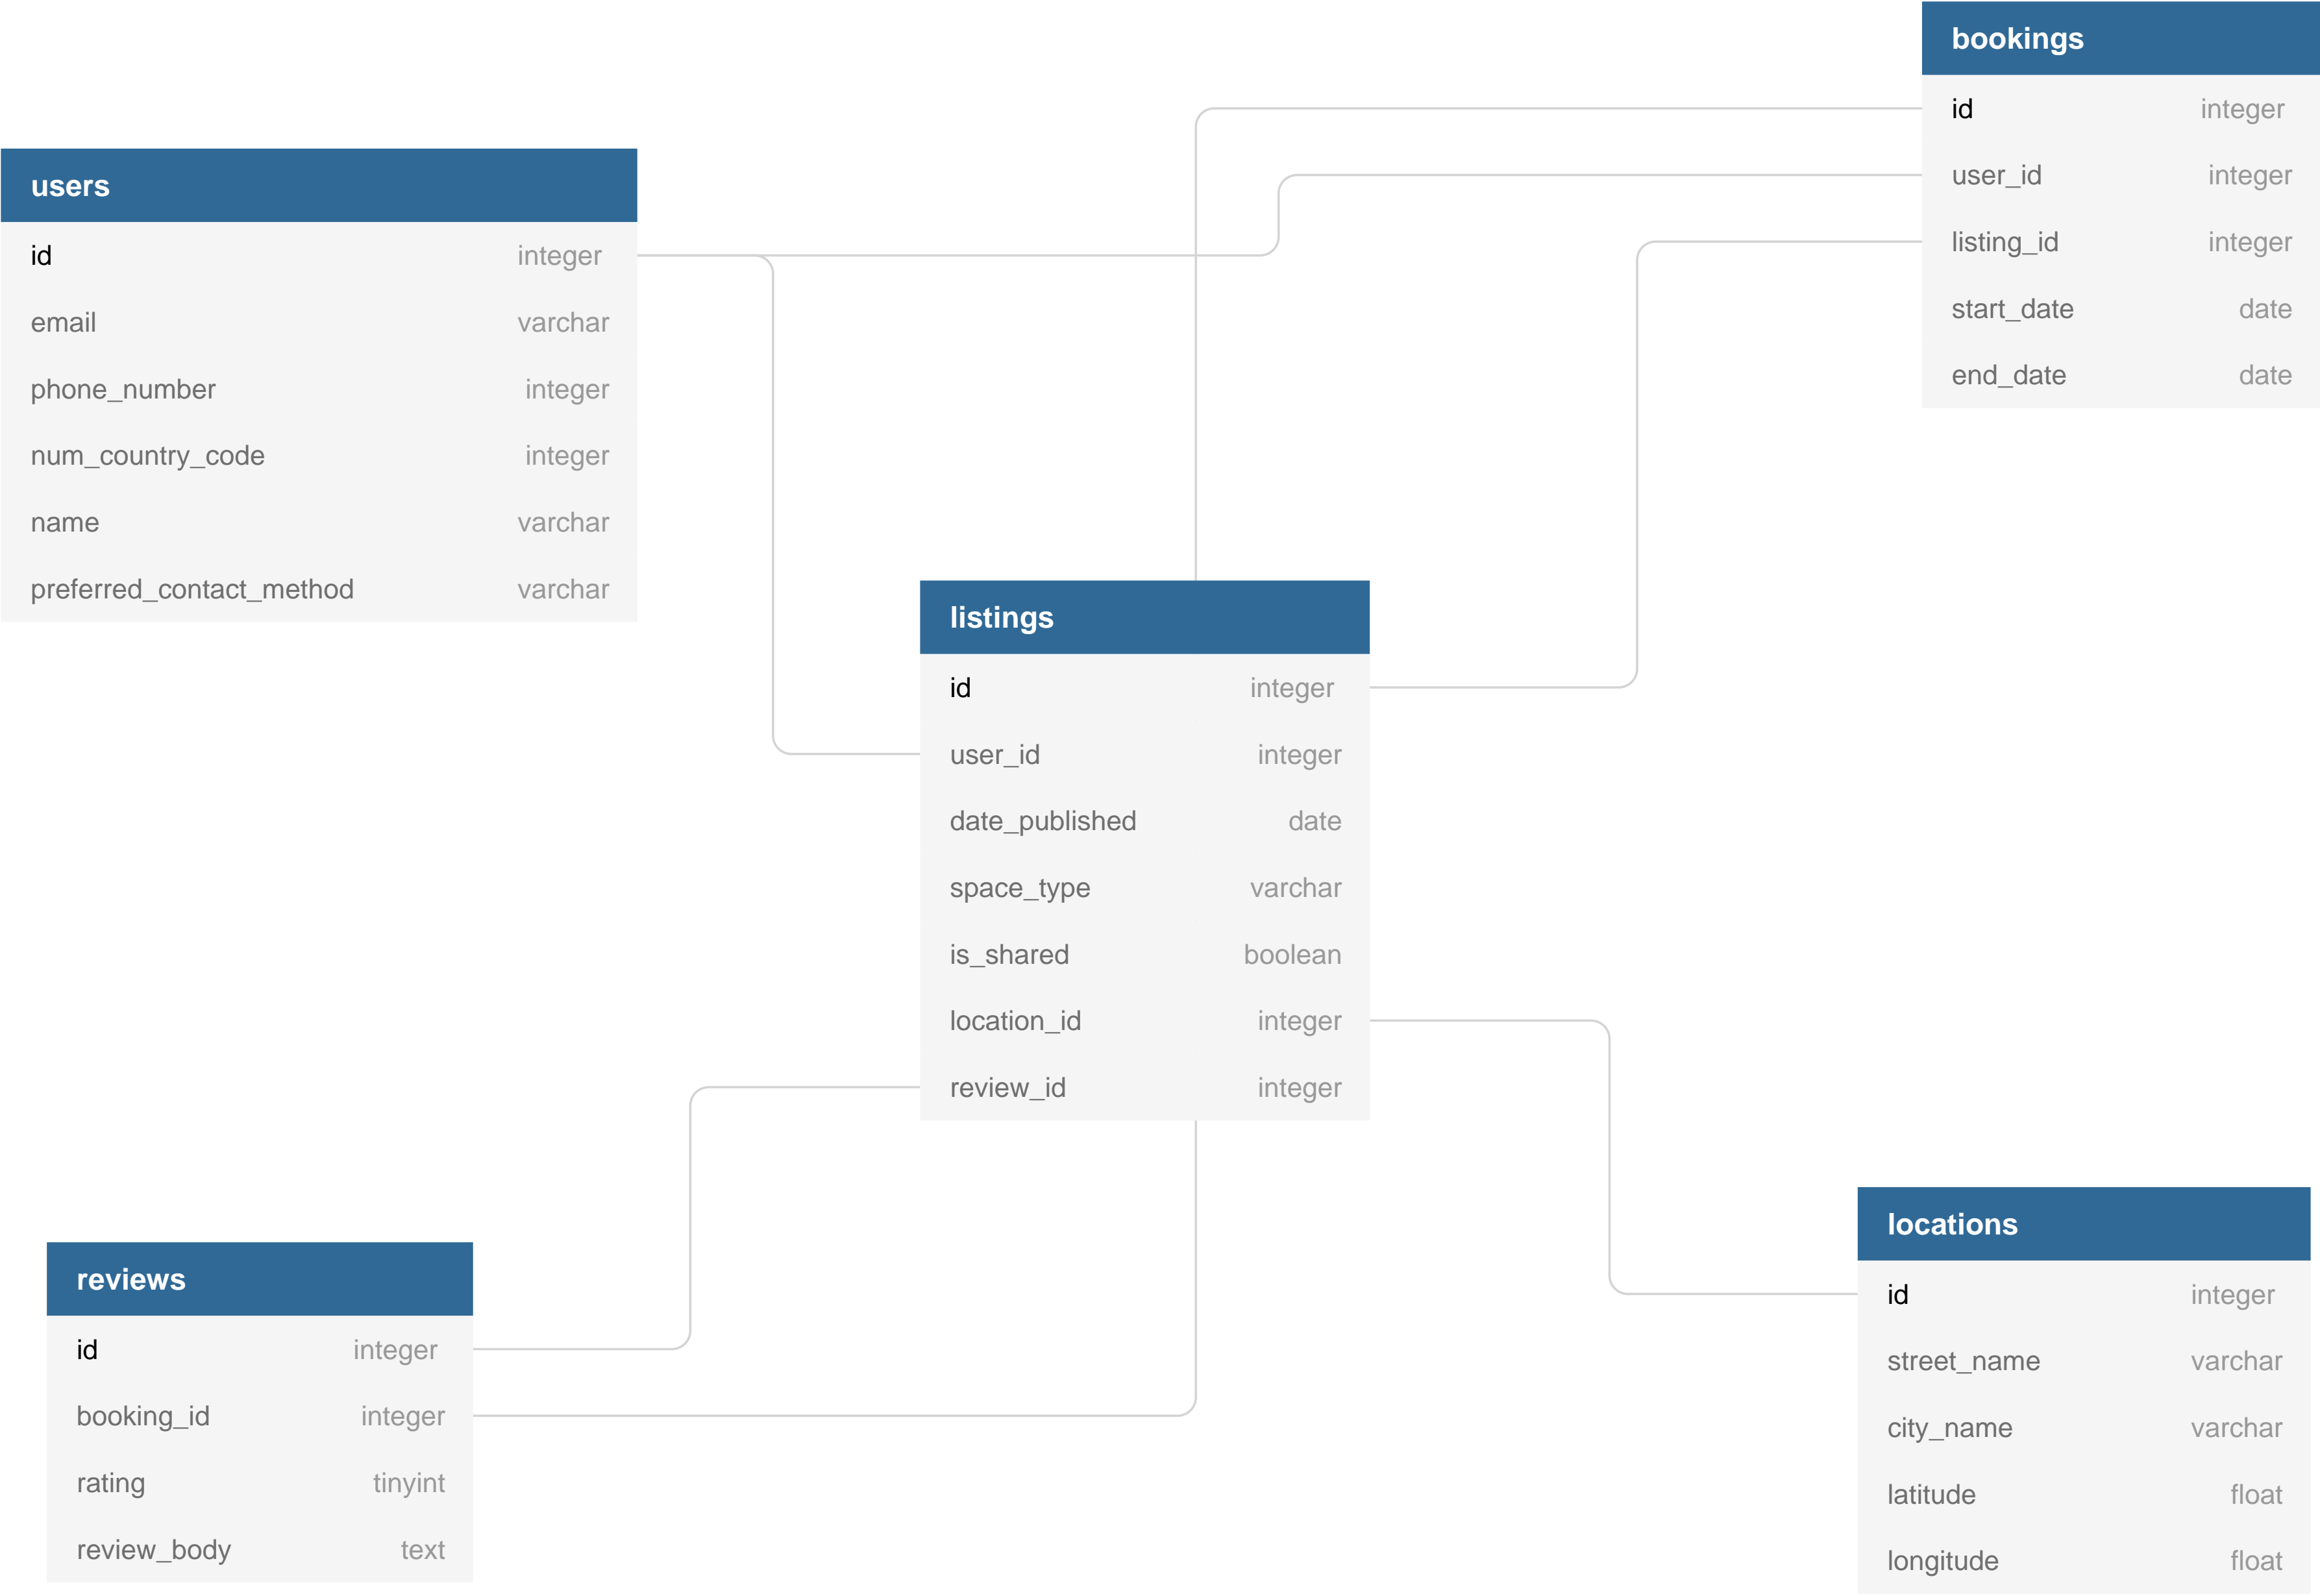 bookings
id integer
user_id integer
listing_id integer
start_date date
end_date date
users
id integer
email varchar
phone_number integer
num_country_code integer
name varchar
preferred_contact_method varchar
listings
id integer
user_id integer
date_published date
space_type varchar
is_shared boolean
location_id integer
review_id integer
locations
id integer
street_name varchar
city_name varchar
latitude float
longitude float
reviews
id integer
booking_id integer
rating tinyint
review_body text